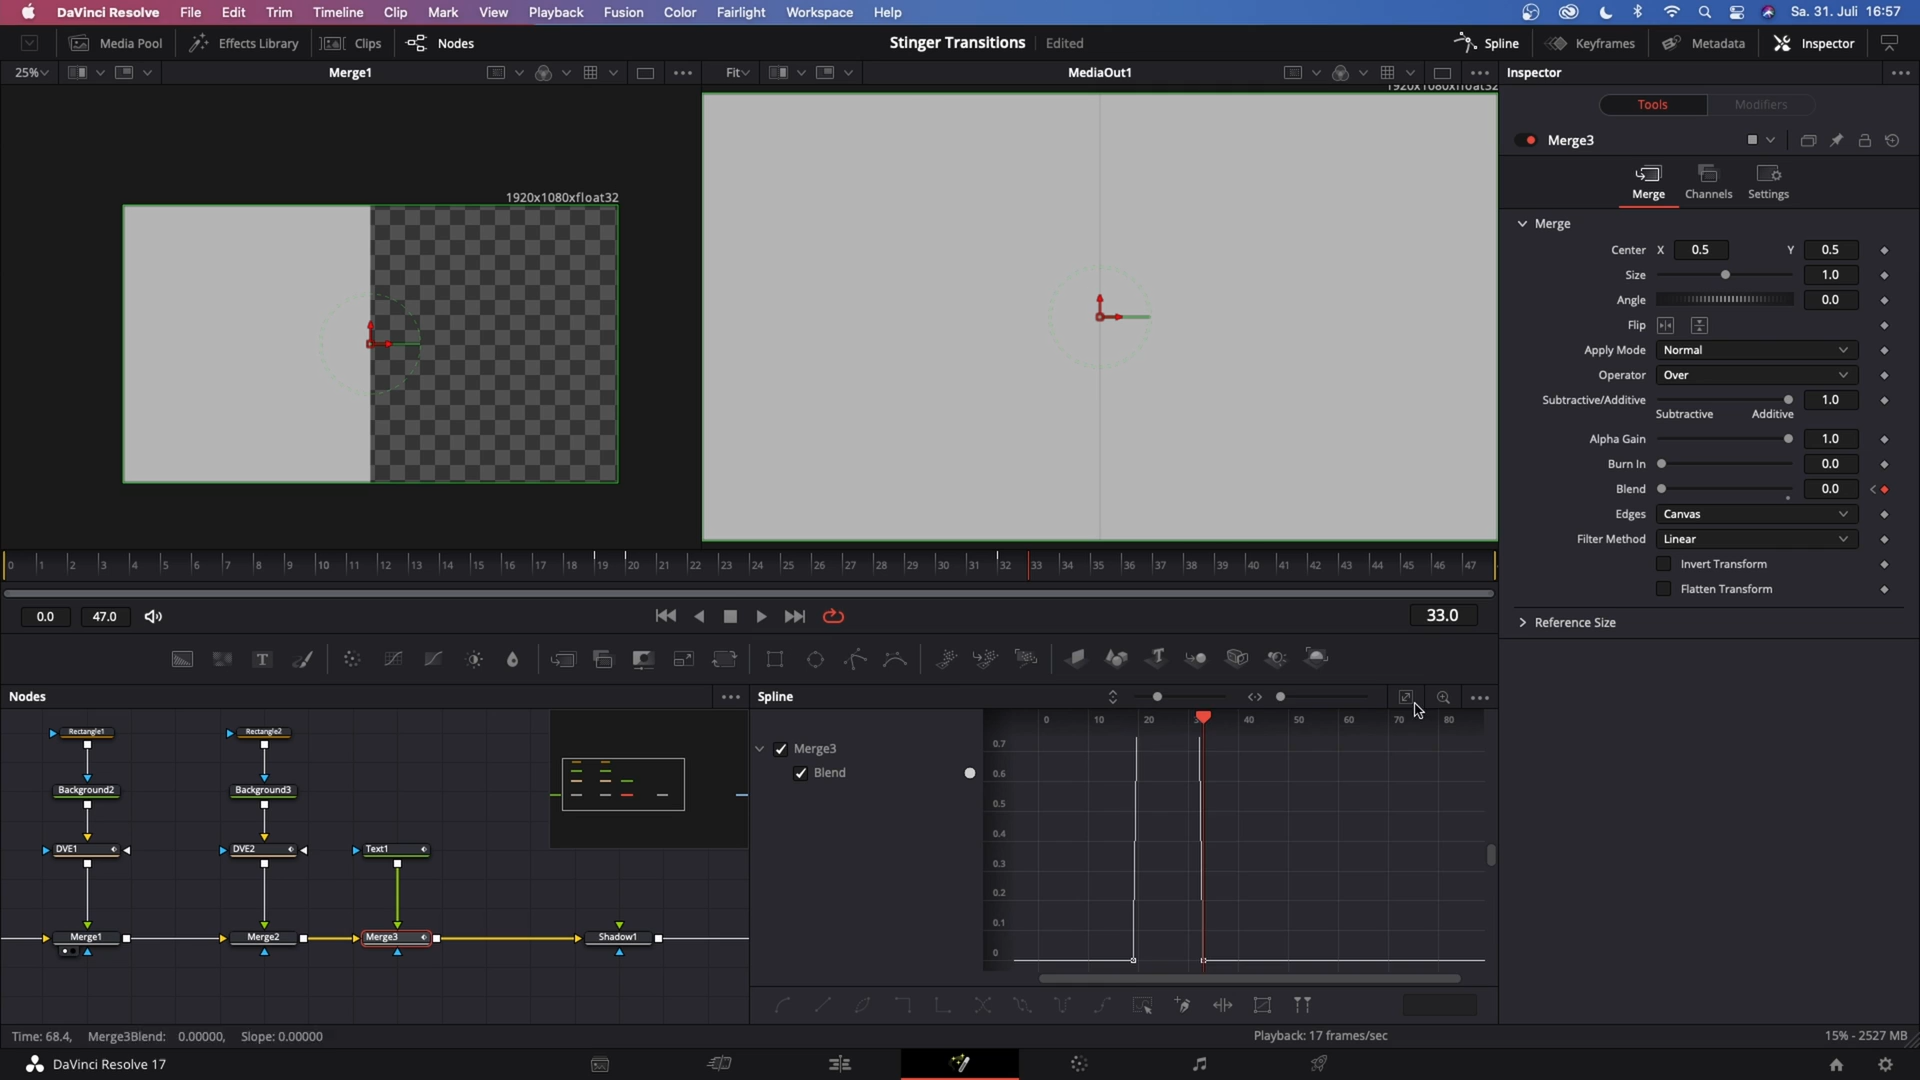 DaVinci Resolve File Edit Trim Timeline Clip Mark View Playback Fusion Color Fairlight Workspace Help Sa. 31. Juli 16:57
Media Pool Effects Library Clips Nodes Stinger Transitions Edited Spline Keyframes Metadata Inspector
25% Merge1 Fit MediaOut1 Inspector
1920x1080xfloat32
Tools Modifiers
Merge3
Merge Channels Settings
1920x1080xfloat32
Merge
Center X 0.5 Y 0.5
Size 1.0
Angle 0.0
Flip
Apply Mode Normal
Operator Over
Subtractive/Additive 1.0
Subtractive Additive
Alpha Gain 1.0
Burn In 0.0
Blend 0.0
Edges Canvas
Filter Method Linear
Invert Transform
Flatten Transform
Reference Size
0 1 2 3 4 5 6 7 8 9 10 11 12 13 14 15 16 17 18 19 20 21 22 23 24 25 26 27 28 29 30 31 32 33 34 35 36 37 38 39 40 41 42 43 44 45 46 47
0.0 47.0 33.0
Nodes Spline
0 10 20 3 40 50 60 70 80
Rectangle1 Rectangle2
Merge3
Blend
Background2 Background3
DVE1 DVE2 Text1
Merge1 Merge2 Merge3 Shadow1
0.7
0.6
0.5
0.4
0.3
0.2
0.1
0
Time: 68.4, Merge3Blend: 0.00000, Slope: 0.00000 Playback: 17 frames/sec 15% - 2527 MB
DaVinci Resolve 17